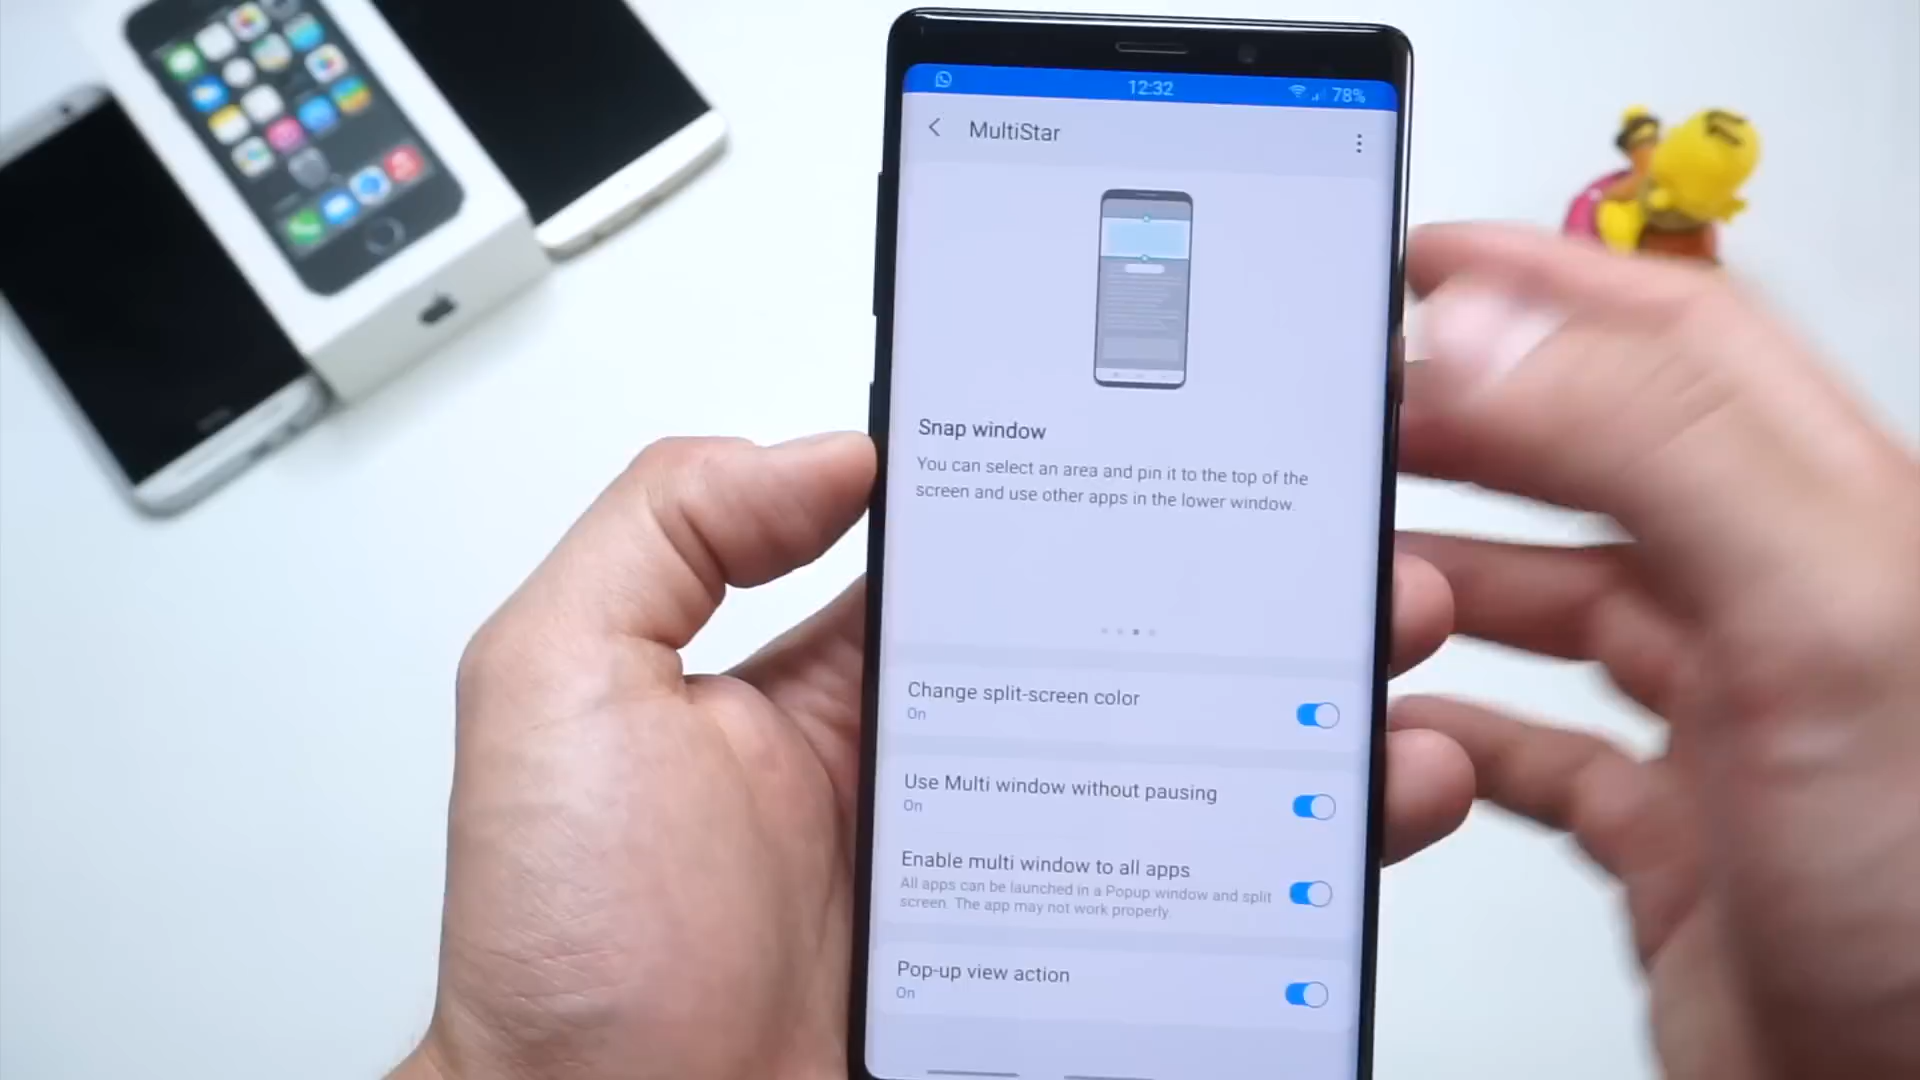 12:32
78%
MultiStar
Snap window
You can select an area and pin it to the top of the
screen and use other apps in the lower window.
Change split-screen color
On
Use Multi window without pausing
On
Enable multi window to all apps
All apps can be launched in a Popup window and split
screen. The app may not work properly.
Pop-up view action
On